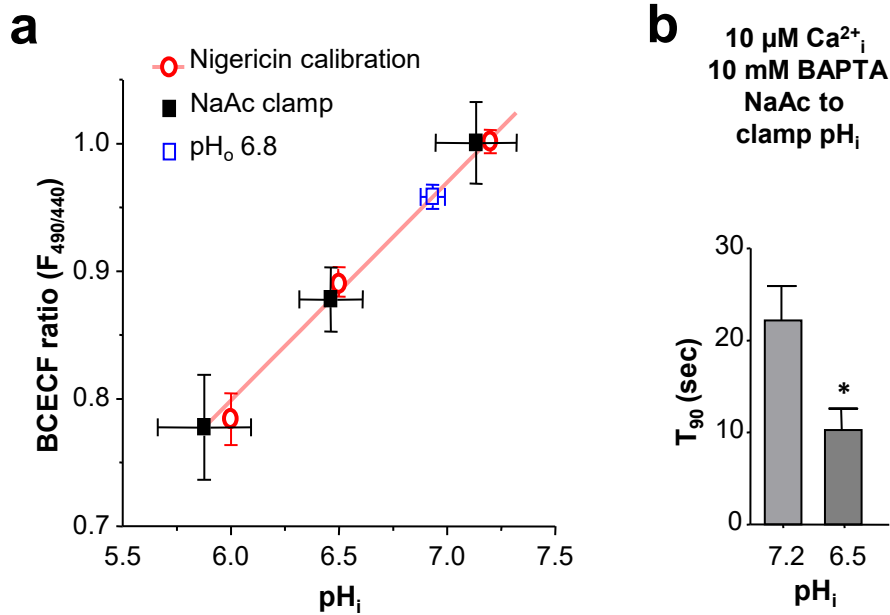 a
Nigericin calibration
NaAc clamp
pHo 6.8
BCECF ratio (F490/440)
1.0
0.9
0.8
0.7
5.5 6.0 6.5 7.0 7.5
pHi
b
10 µM Ca2+i
10 mM BAPTA
NaAc to
clamp pHi
T90 (sec)
20
10
0
*
7.2 6.5
pHi